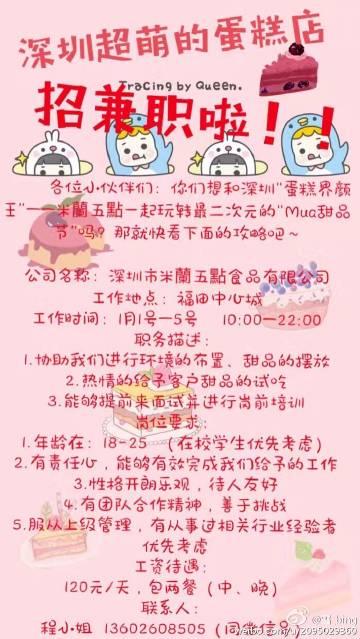 深圳超萌的蛋糕店
Tracing by Queen.
招兼职啦！！
各位小伙伴们：你们想和深圳"蛋糕界颜
王"——米蘭五點一起玩转最二次元的"Mua甜品
节"吗？那就快看下面的攻略吧~
公司名称：深圳市米蘭五點食品有限公司
工作地点：福田中心城
工作时间：1月1号—5号 10:00—22:00
职务描述：
1.协助我们进行环境的布置、甜品的摆放
2.热情的给予客户甜品的试吃
3.能够提前来面试并进行岗前培训
岗位要求：
1.年龄在：18-25 （在校学生优先考虑）
2.有责任心，能够有效完成我们给予的工作
3.性格开朗乐观，待人友好
4.有团队合作精神，善于挑战
5.服从上级管理，有从事过相关行业经验者
优先考虑
工资待遇：
120元/天，包两餐（中、晚）
联系人：
程小姐 13602608505（同微信号
weibo.com/u/2095029360